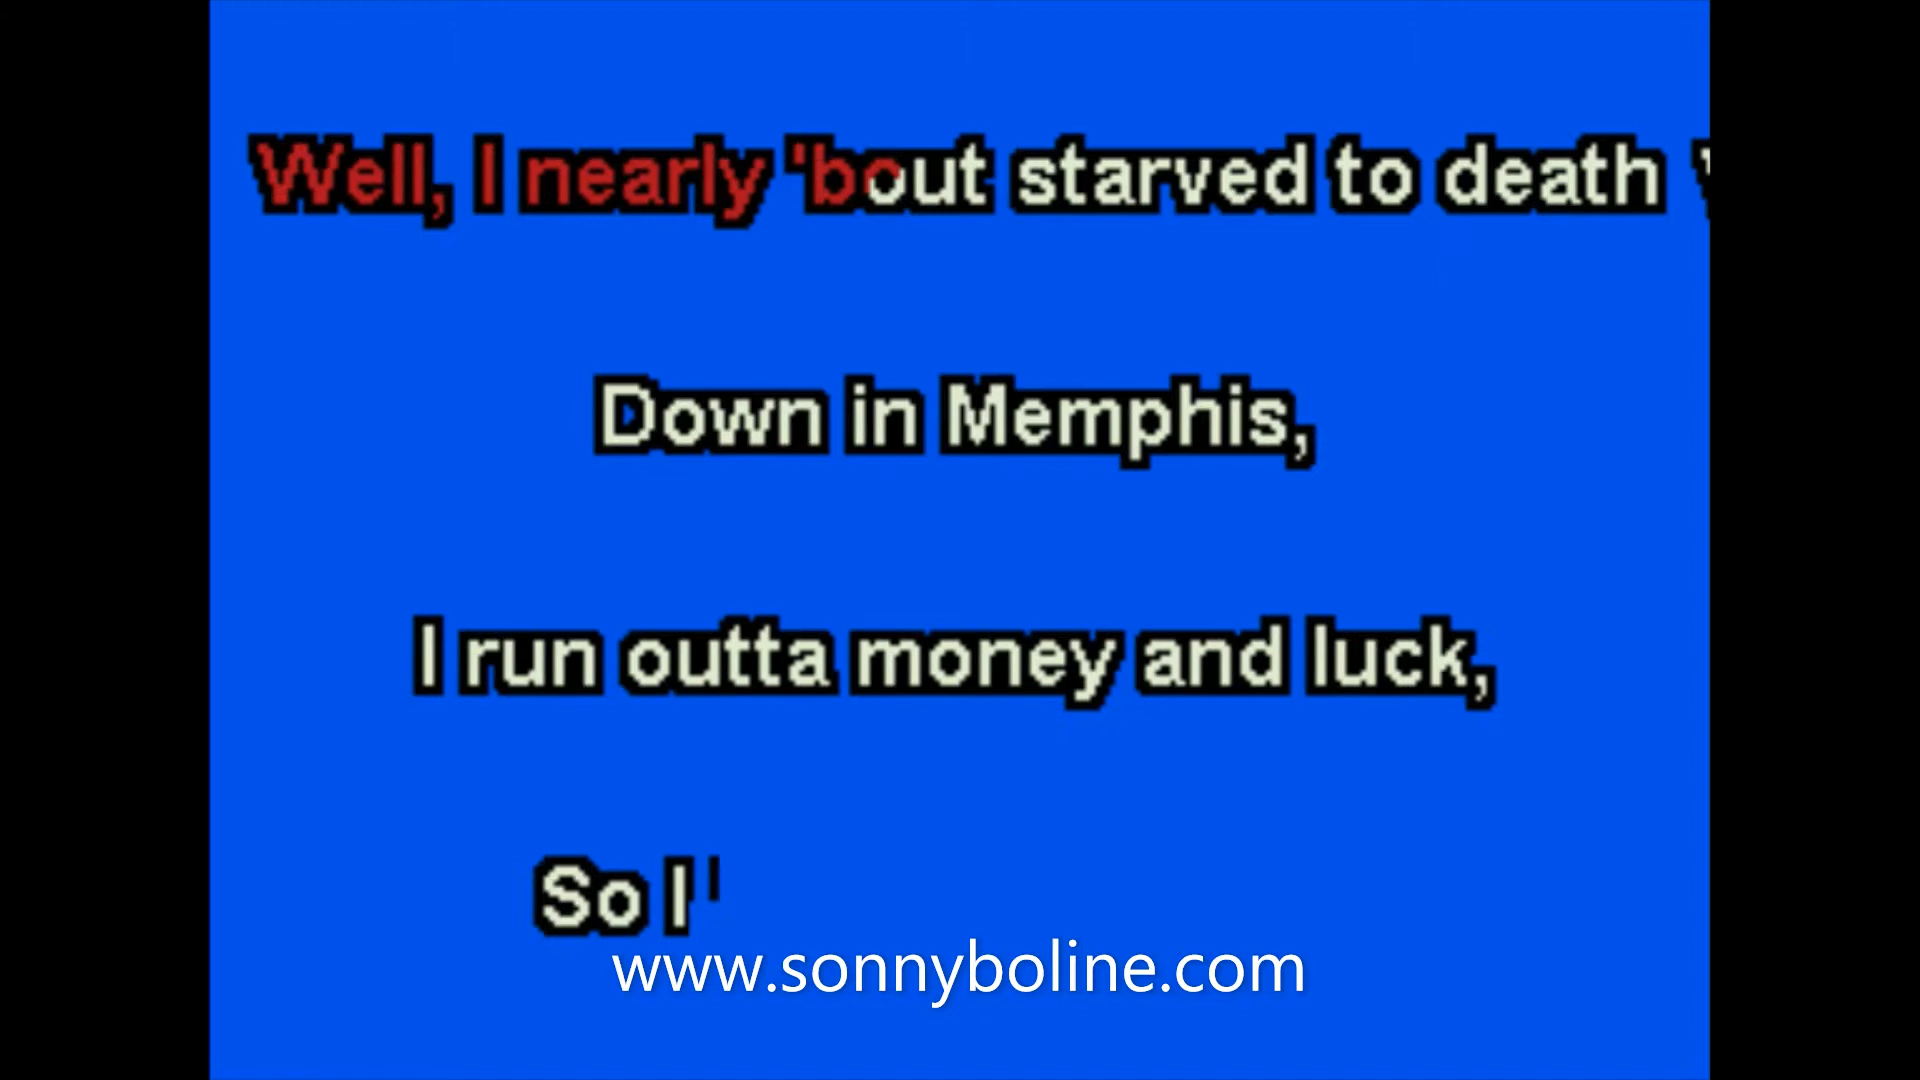 Well, I nearly 'bout starved to death
Down in Memphis,
I run outta money and luck,
So I
www.sonnyboline.com